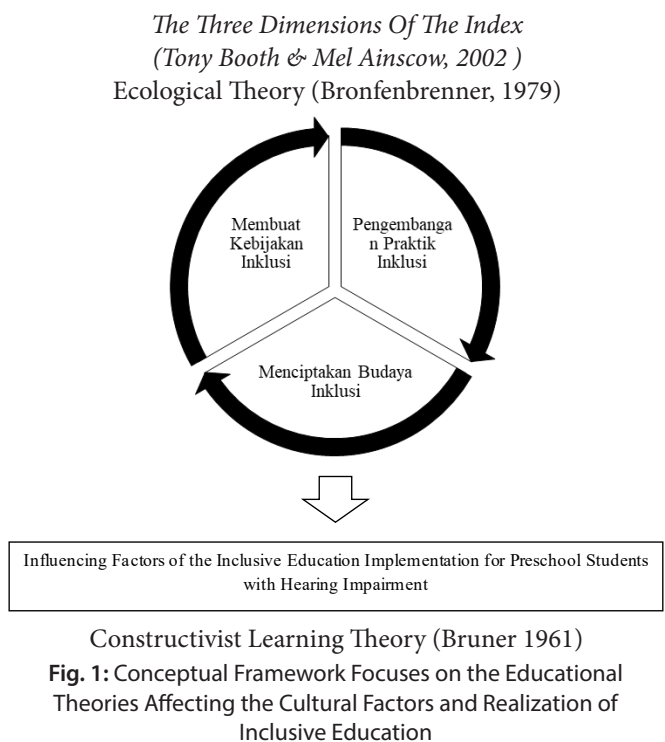 The Three Dimensions Of The Index
(Tony Booth & Mel Ainscow, 2002 )
Ecological Theory (Bronfenbrenner, 1979)
Membuat
Kebijakan
Inklusi
Pengembanga
n Praktik
Inklusi
Menciptakan Budaya
Inklusi
Influencing Factors of the Inclusive Education Implementation for Preschool Students
with Hearing Impairment
Constructivist Learning Theory (Bruner 1961)
Fig. 1: Conceptual Framework Focuses on the Educational
Theories Affecting the Cultural Factors and Realization of
Inclusive Education